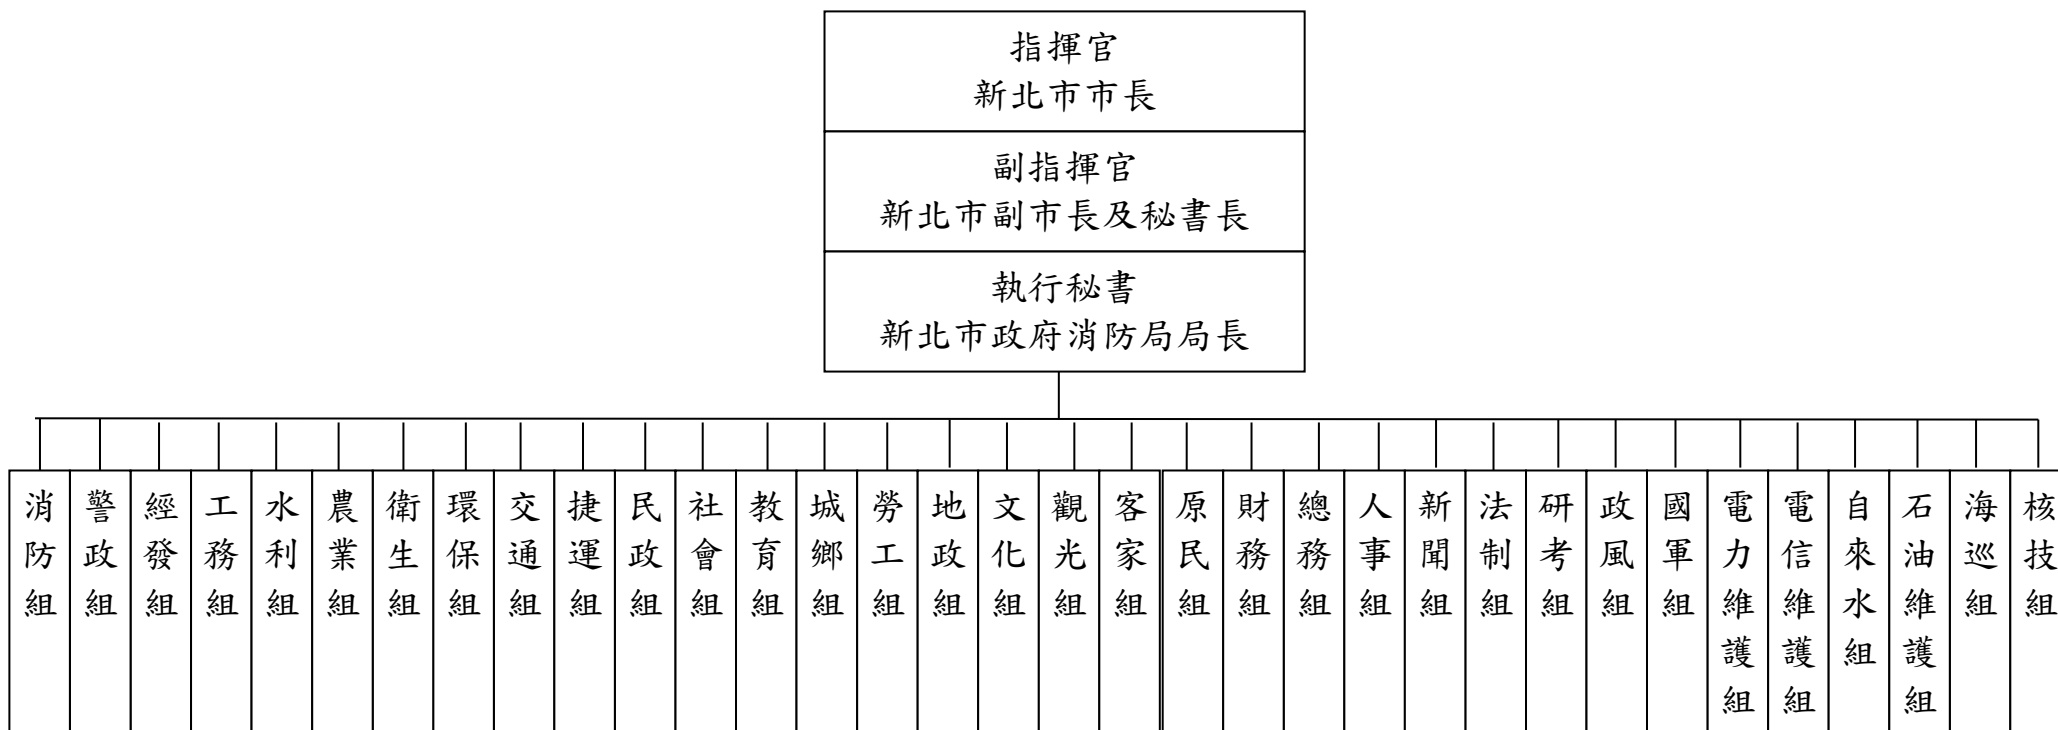 指揮官
新北市市長
副指揮官
新北市副市長及秘書長
執行秘書
新北市政府消防局局長
消防組
警政組
經發組
工務組
水利組
農業組
衛生組
環保組
交通組
捷運組
民政組
社會組
教育組
城鄉組
勞工組
地政組
文化組
觀光組
客家組
原民組
財務組
總務組
人事組
新聞組
法制組
研考組
政風組
國軍組
電力維護組
電信維護組
自來水組
石油維護組
海巡組
核技組